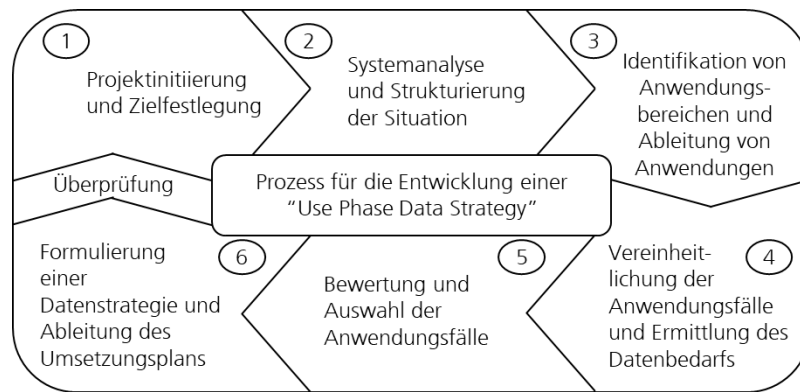 1
Projektinitiierung
und Zielfestlegung
2
Systemanalyse
und Strukturierung
der Situation
3
Identifikation von
Anwendungs-
bereichen und
Ableitung von
Anwendungen
Überprüfung
Prozess für die Entwicklung einer
“Use Phase Data Strategy”
4
Vereinheit-
lichung der
Anwendungsfälle
und Ermittlung des
Datenbedarfs
5
Bewertung und
Auswahl der
Anwendungsfälle
6
Formulierung
einer
Datenstrategie und
Ableitung des
Umsetzungsplans